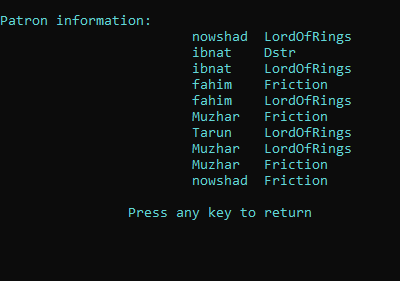 Patron information:
nowshad LordOfRings
ibnat Dstr
ibnat LordOfRings
fahim Friction
fahim LordOfRings
Muzhar Friction
Tarun LordOfRings
Muzhar LordOfRings
Muzhar Friction
nowshad Friction
Press any key to return